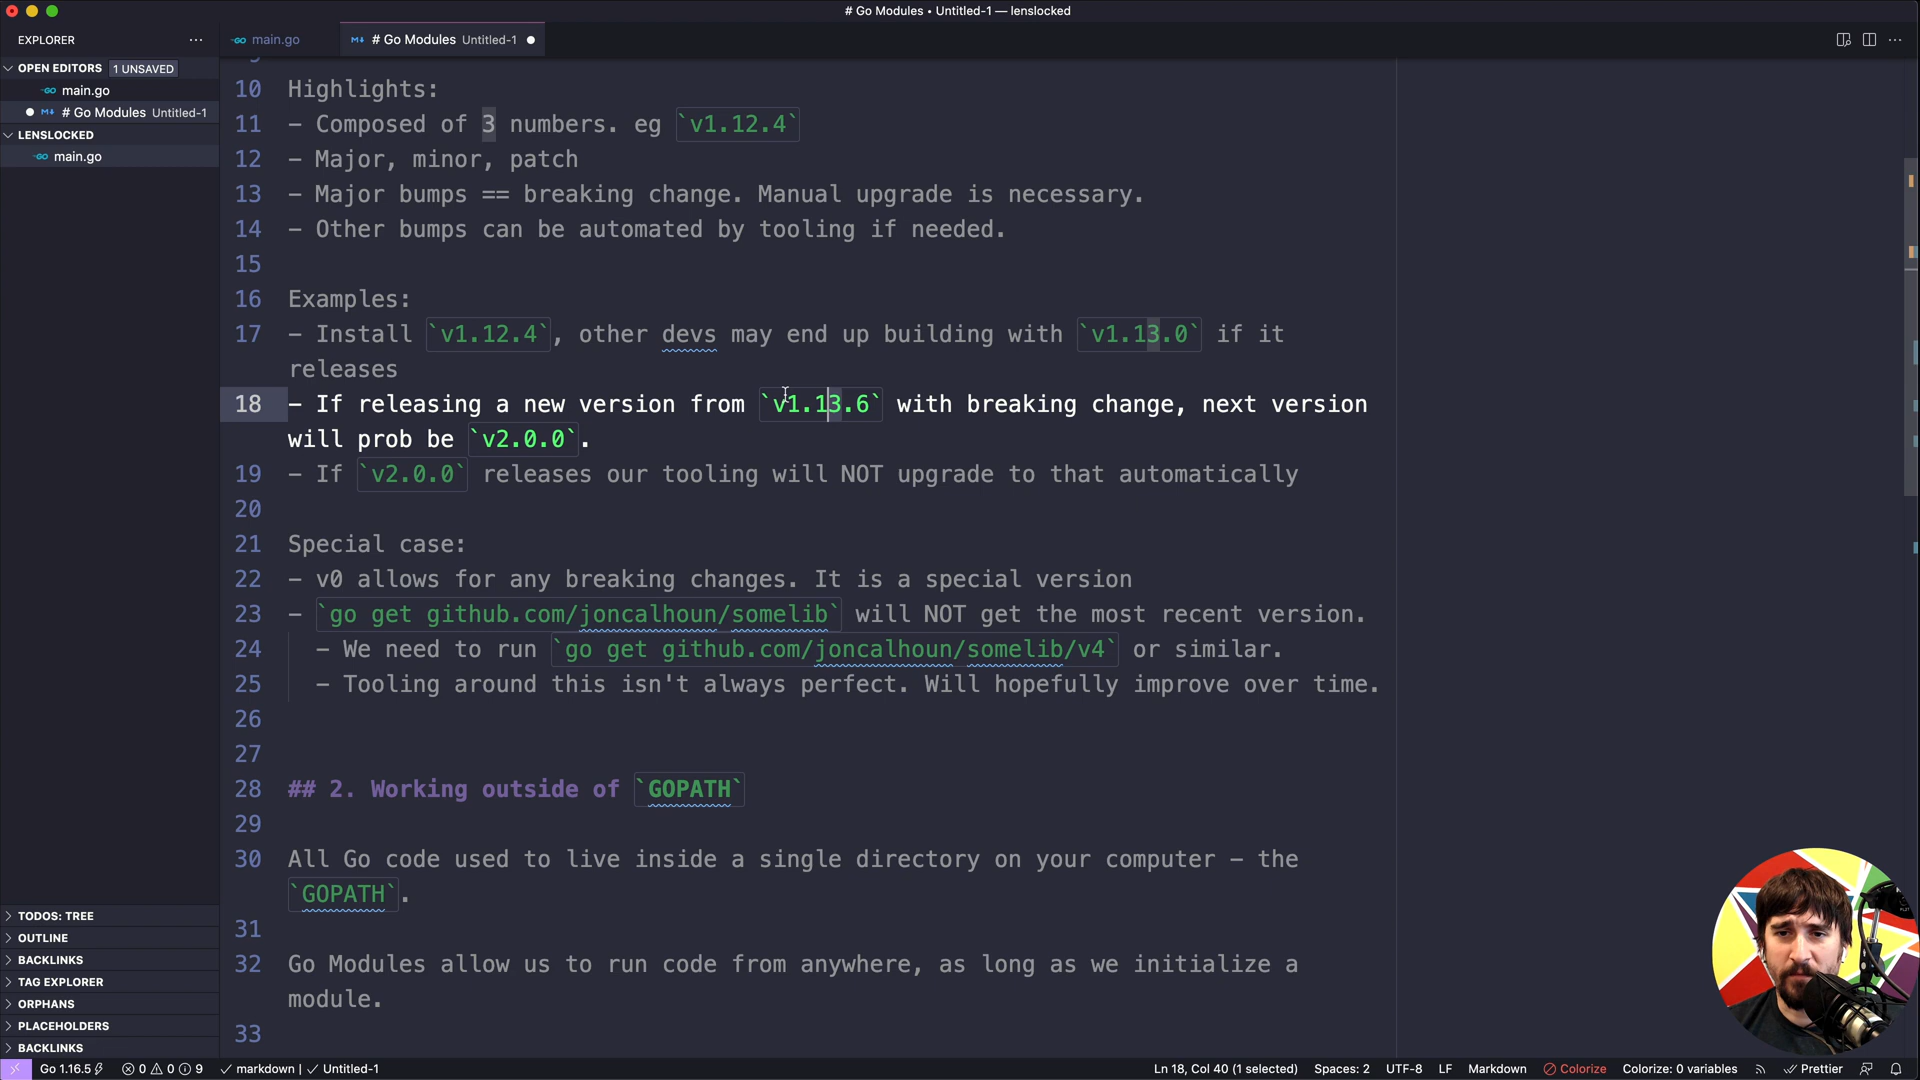 # Go Modules • Untitled-1 — lenslocked
EXPLORER
main.go
# Go Modules Untitled-1
OPEN EDITORS 1 UNSAVED
main.go
# Go Modules Untitled-1
LENSLOCKED
main.go
9
10 Highlights:
11 - Composed of 3 numbers. eg `v1.12.4`
12 - Major, minor, patch
13 - Major bumps == breaking change. Manual upgrade is necessary.
14 - Other bumps can be automated by tooling if needed.
15
16 Examples:
17 - Install `v1.12.4`, other devs may end up building with `v1.13.0` if it
releases
18 - If releasing a new version from `v1.13.6` with breaking change, next version
will prob be `v2.0.0`.
19 - If `v2.0.0` releases our tooling will NOT upgrade to that automatically
20
21 Special case:
22 - v0 allows for any breaking changes. It is a special version
23 - `go get github.com/joncalhoun/somelib` will NOT get the most recent version.
24 - We need to run `go get github.com/joncalhoun/somelib/v4` or similar.
25 - Tooling around this isn't always perfect. Will hopefully improve over time.
26
27
28 ## 2. Working outside of `GOPATH`
29
30 All Go code used to live inside a single directory on your computer - the
`GOPATH`.
31
32 Go Modules allow us to run code from anywhere, as long as we initialize a
module.
33
TODOS: TREE
OUTLINE
BACKLINKS
TAG EXPLORER
ORPHANS
PLACEHOLDERS
BACKLINKS
Go 1.16.5 0 0 9 markdown | Untitled-1 Ln 18, Col 40 (1 selected) Spaces: 2 UTF-8 LF Markdown Colorize Colorize: 0 variables Prettier